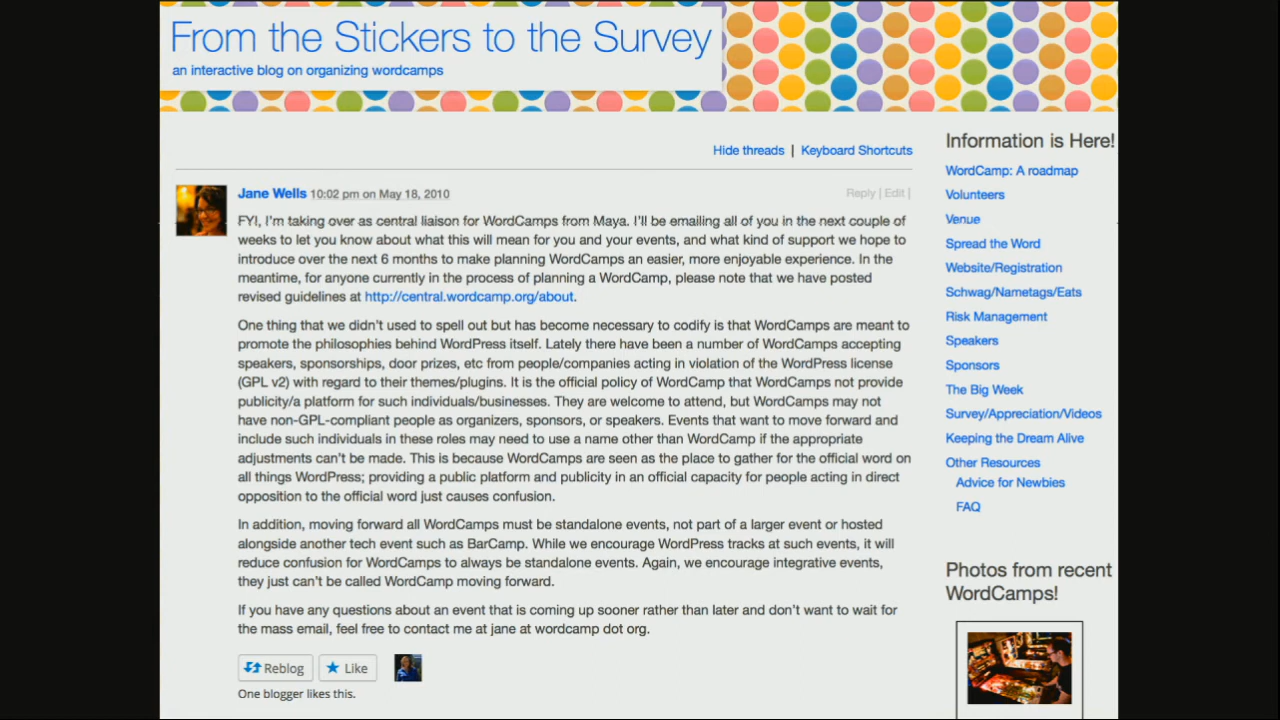 From the Stickers to the Survey
an interactive blog on organizing wordcamps
Hide threads | Keyboard Shortcuts
Jane Wells 10:02 pm on May 18, 2010
Reply | Edit |
FYI, I'm taking over as central liaison for WordCamps from Maya. I'll be emailing all of you in the next couple of
weeks to let you know about what this will mean for you and your events, and what kind of support we hope to
introduce over the next 6 months to make planning WordCamps an easier, more enjoyable experience. In the
meantime, for anyone currently in the process of planning a WordCamp, please note that we have posted
revised guidelines at http://central.wordcamp.org/about.
One thing that we didn't used to spell out but has become necessary to codify is that WordCamps are meant to
promote the philosophies behind WordPress itself. Lately there have been a number of WordCamps accepting
speakers, sponsorships, door prizes, etc from people/companies acting in violation of the WordPress license
(GPL v2) with regard to their themes/plugins. It is the official policy of WordCamp that WordCamps not provide
publicity/a platform for such individuals/businesses. They are welcome to attend, but WordCamps may not
have non-GPL-compliant people as organizers, sponsors, or speakers. Events that want to move forward and
include such individuals in these roles may need to use a name other than WordCamp if the appropriate
adjustments can't be made. This is because WordCamps are seen as the place to gather for the official word on
all things WordPress; providing a public platform and publicity in an official capacity for people acting in direct
opposition to the official word just causes confusion.
In addition, moving forward all WordCamps must be standalone events, not part of a larger event or hosted
alongside another tech event such as BarCamp. While we encourage WordPress tracks at such events, it will
reduce confusion for WordCamps to always be standalone events. Again, we encourage integrative events,
they just can't be called WordCamp moving forward.
If you have any questions about an event that is coming up sooner rather than later and don't want to wait for
the mass email, feel free to contact me at jane at wordcamp dot org.
Reblog
Like
One blogger likes this.
Information is Here!
WordCamp: A roadmap
Volunteers
Venue
Spread the Word
Website/Registration
Schwag/Nametags/Eats
Risk Management
Speakers
Sponsors
The Big Week
Survey/Appreciation/Videos
Keeping the Dream Alive
Other Resources
Advice for Newbies
FAQ
Photos from recent
WordCamps!